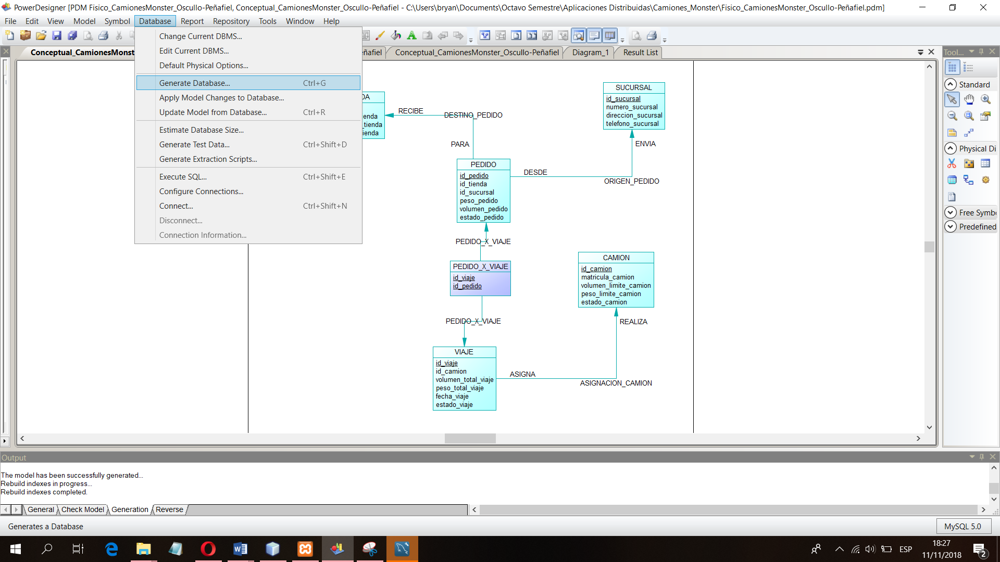 PowerDesigner [PDM Fisico_CamionesMonster_Oscullo-Peñafiel, Conceptual_CamionesMonster_Oscullo-Peñafiel - C:\Users\bryan\Documents\Octavo Semestre\Aplicaciones Distribuidas\Camiones_Monster\Fisico_CamionesMonster_Oscullo-Peñafiel.pdm]
File Edit View Model Symbol Database Report Repository Tools Window Help
Change Current DBMS...
Edit Current DBMS...
Default Physical Options...
Generate Database... Ctrl+G
Apply Model Changes to Database...
Update Model from Database... Ctrl+R
Estimate Database Size...
Generate Test Data... Ctrl+Shift+D
Generate Extraction Scripts...
Execute SQL... Ctrl+Shift+E
Configure Connections...
Connect... Ctrl+Shift+N
Disconnect...
Connection Information...
Conceptual_CamionesMonst
eñafiel
Conceptual_CamionesMonster_Oscullo-Peñafiel
Diagram_1
Result List
DA
ienda
_tienda
tienda
RECIBE
DESTINO_PEDIDO
PARA
SUCURSAL
id_sucursal
numero_sucursal
direccion_sucursal
telefono_sucursal
ENVIA
PEDIDO
id_pedido
id_tienda
id_sucursal
peso_pedido
volumen_pedido
estado_pedido
DESDE
ORIGEN_PEDIDO
PEDIDO_X_VIAJE
PEDIDO_X_VIAJE
id_viaje
id_pedido
PEDIDO_X_VIAJE
CAMION
id_camion
matricula_camion
volumen_limite_camion
peso_limite_camion
estado_camion
REALIZA
VIAJE
id_viaje
id_camion
volumen_total_viaje
peso_total_viaje
fecha_viaje
estado_viaje
ASIGNA
ASIGNACION_CAMION
Tool...
Standard
Physical Di
Free Symb
Predefined
Output
The model has been successfully generated...
Rebuild indexes in progress...
Rebuild indexes completed.
General Check Model Generation Reverse
Generates a Database
MySQL 5.0
ESP
18:27
11/11/2018
2